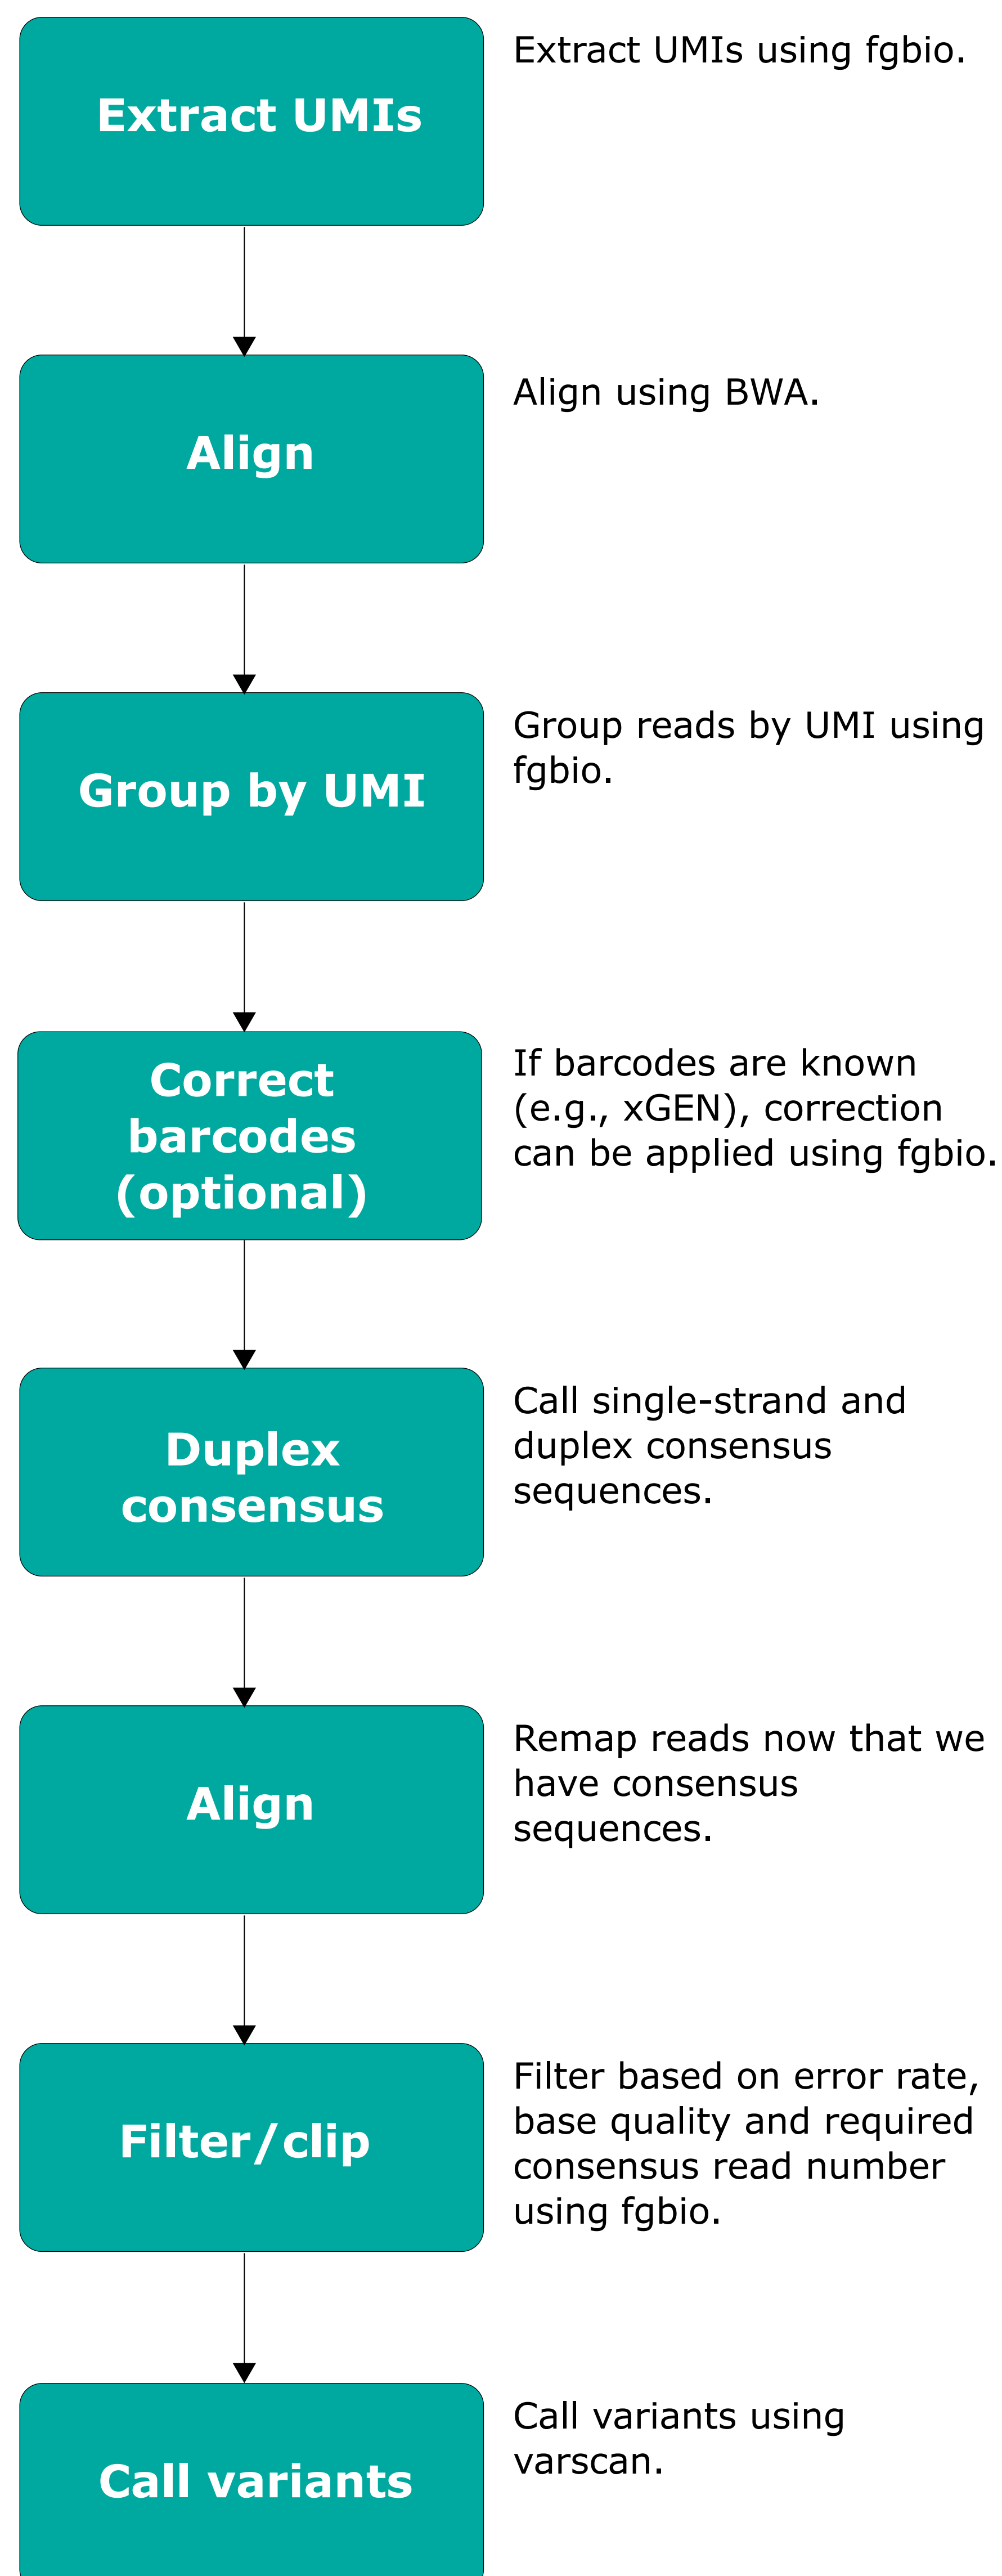 Extract UMIs
Extract UMIs using fgbio.
Align
Align using BWA.
Group by UMI
Group reads by UMI using
fgbio.
Correct
barcodes
(optional)
If barcodes are known
(e.g., xGEN), correction
can be applied using fgbio.
Duplex
consensus
Call single-strand and
duplex consensus
sequences.
Align
Remap reads now that we
have consensus
sequences.
Filter/clip
Filter based on error rate,
base quality and required
consensus read number
using fgbio.
Call variants
Call variants using
varscan.